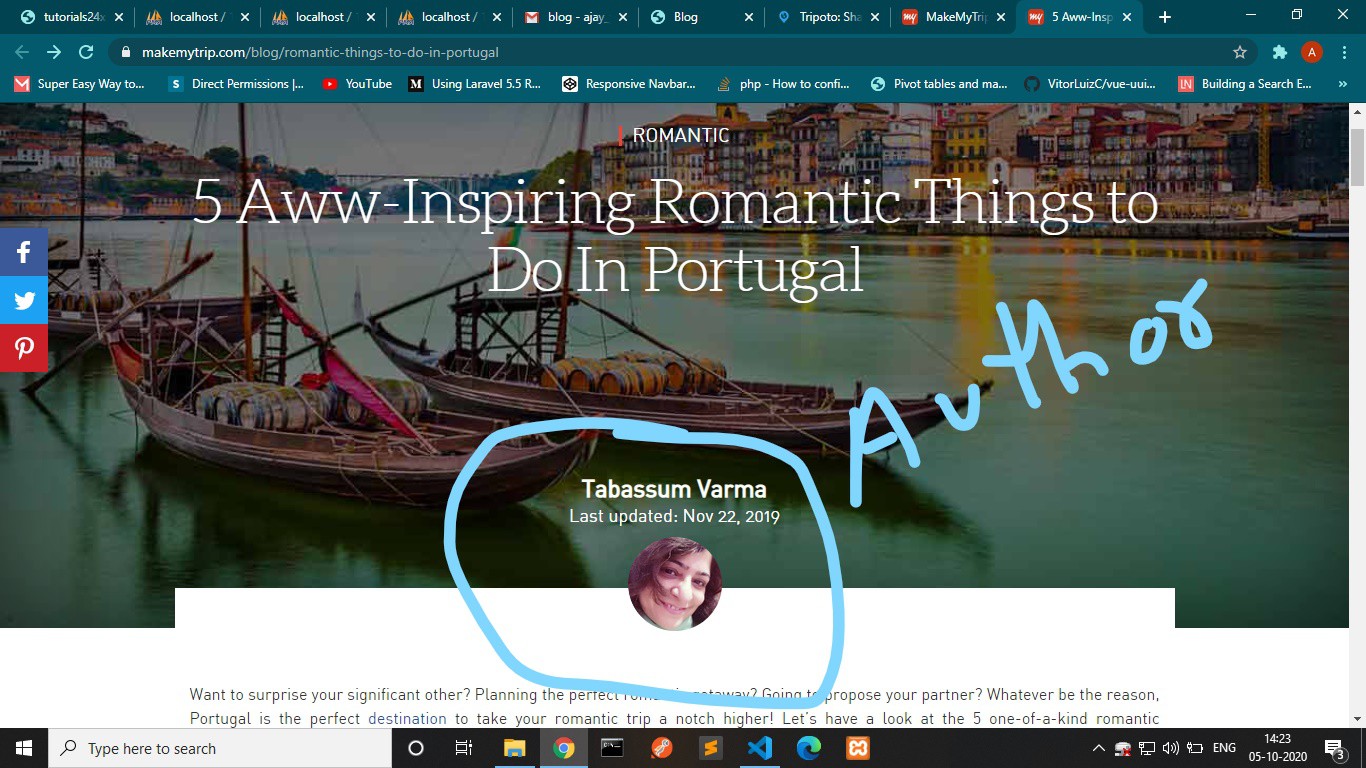 tutorials24x
localhost /
localhost /
localhost /
blog - ajay_
Blog
Tripoto: Sha
MakeMyTrip
5 Aww-Insp
makemytrip.com/blog/romantic-things-to-do-in-portugal
A
Super Easy Way to...
Direct Permissions |...
YouTube
Using Laravel 5.5 R...
Responsive Navbar...
php - How to confi...
Pivot tables and ma...
VitorLuizC/vue-uui...
Building a Search E...
ROMANTIC
5 Aww-Inspiring Romantic Things to
Do In Portugal
Author
Tabassum Varma
Last updated: Nov 22, 2019
Want to surprise your significant other? Planning the perfect romantic getaway? Going to propose your partner? Whatever be the reason,
Portugal is the perfect destination to take your romantic trip a notch higher! Let's have a look at the 5 one-of-a-kind romantic
Type here to search
ENG
14:23
05-10-2020
3